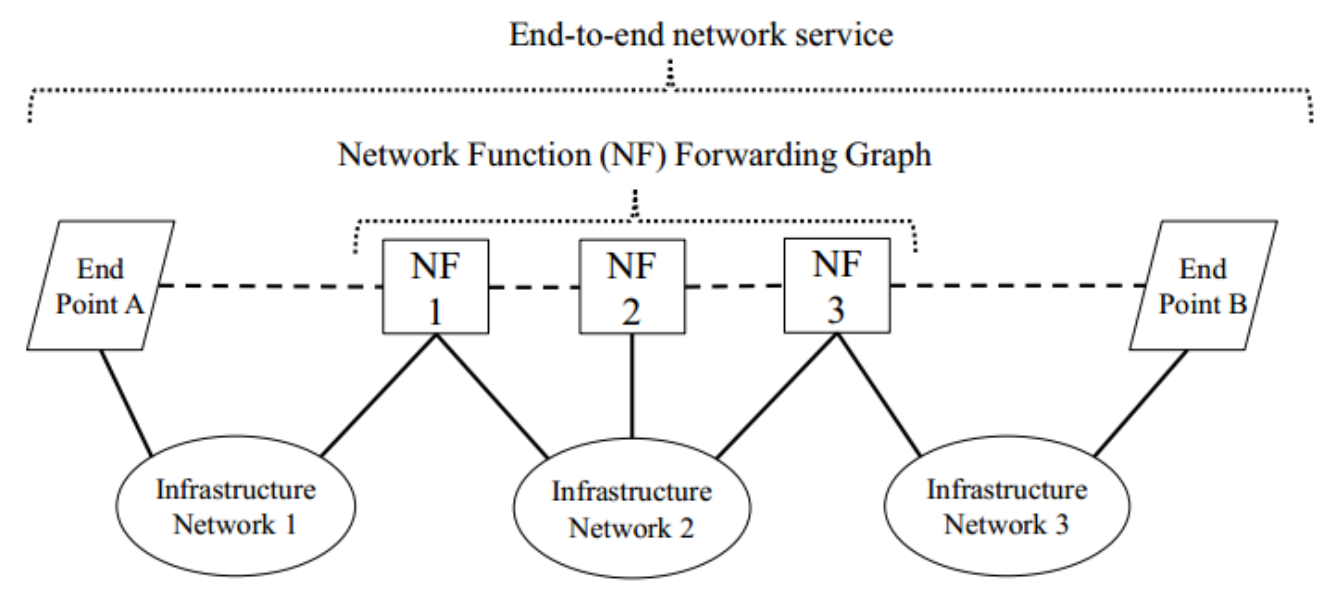 End-to-end network service
Network Function (NF) Forwarding Graph
End
Point A
NF
1
NF
2
NF
3
End
Point B
Infrastructure
Network 1
Infrastructure
Network 2
Infrastructure
Network 3